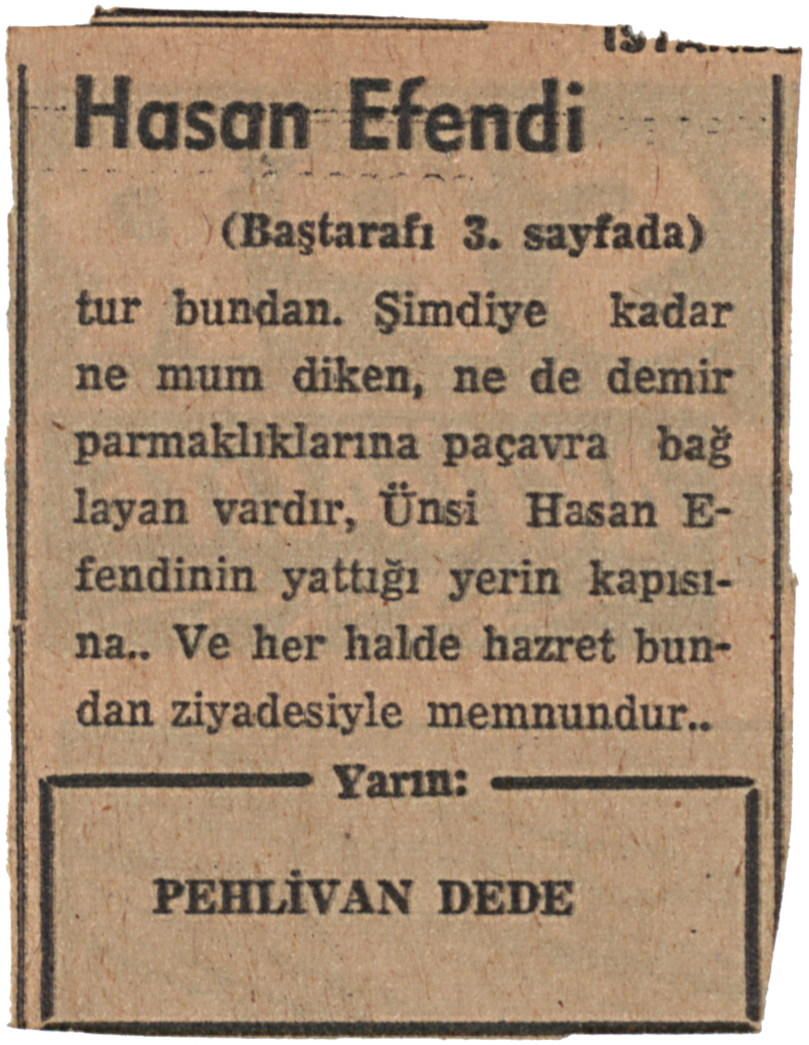 Hasan Efendi
(Baştarafı 3. sayfada)
tur bundan. Şimdiye kadar
ne mum diken, ne de demir
parmaklıklarına paçavra bağ
layan vardır, Ünsi Hasan E-
fendinin yattığı yerin kapısı-
na.. Ve her halde hazret bun-
dan ziyadesiyle memnundur..
Yarın:
PEHLİVAN DEDE